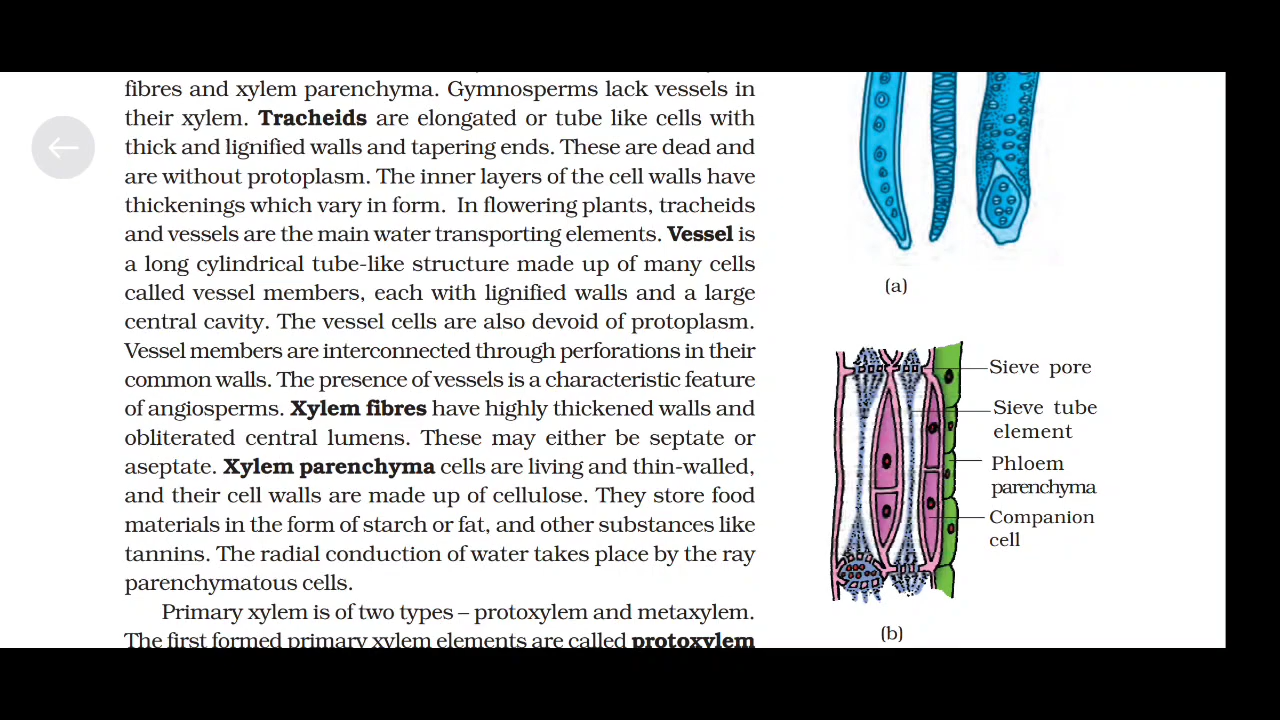 fibres and xylem parenchyma. Gymnosperms lack vessels in
their xylem. Tracheids are elongated or tube like cells with
thick and lignified walls and tapering ends. These are dead and
are without protoplasm. The inner layers of the cell walls have
thickenings which vary in form. In flowering plants, tracheids
and vessels are the main water transporting elements. Vessel is
a long cylindrical tube-like structure made up of many cells
called vessel members, each with lignified walls and a large
central cavity. The vessel cells are also devoid of protoplasm.
Vessel members are interconnected through perforations in their
common walls. The presence of vessels is a characteristic feature
of angiosperms. Xylem fibres have highly thickened walls and
obliterated central lumens. These may either be septate or
aseptate. Xylem parenchyma cells are living and thin-walled,
and their cell walls are made up of cellulose. They store food
materials in the form of starch or fat, and other substances like
tannins. The radial conduction of water takes place by the ray
parenchymatous cells.
Primary xylem is of two types – protoxylem and metaxylem.
The first formed primary xylem elements are called protoxylem
(a)
Sieve pore
Sieve tube
element
Phloem
parenchyma
Companion
cell
(b)